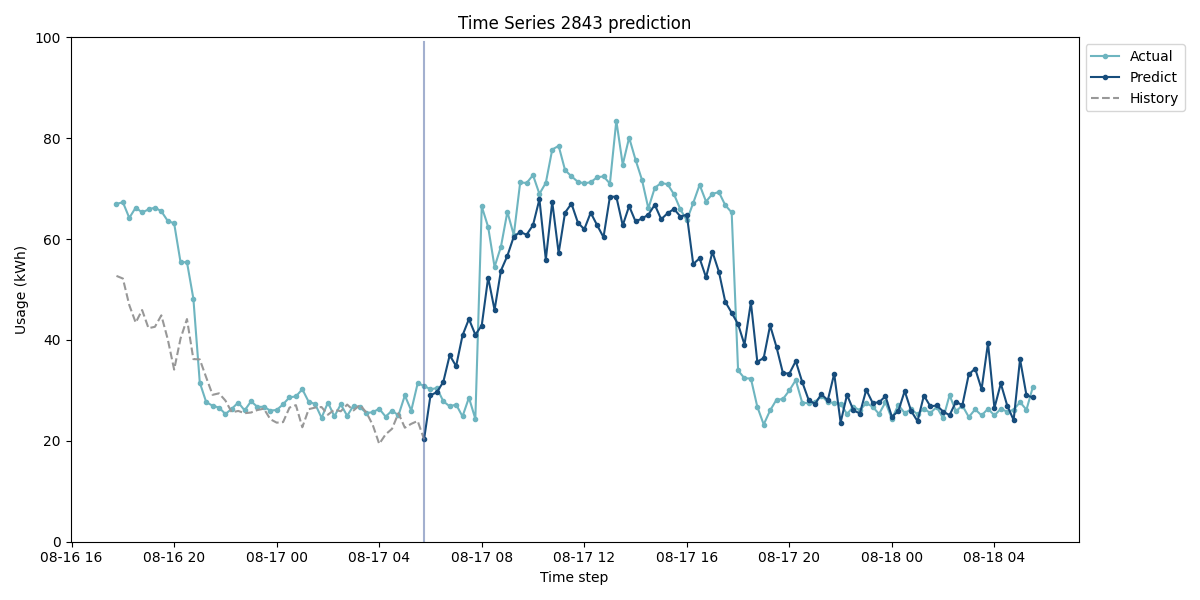 Time Series 2843 prediction
Usage (kWh)
100
80
60
40
20
0
08-16 16 08-16 20 08-17 00 08-17 04 08-17 08 08-17 12 08-17 16 08-17 20 08-18 00 08-18 04
Time step
Actual
Predict
History